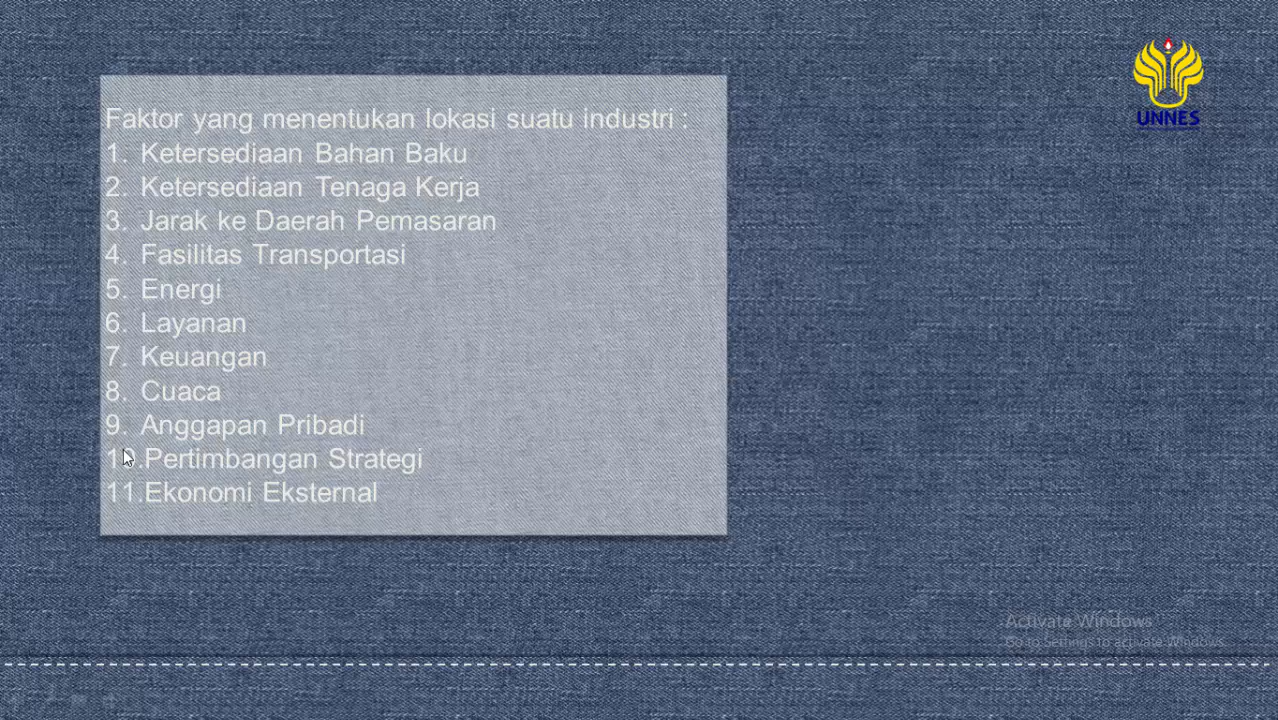 UNNES
Faktor yang menentukan lokasi suatu industri :
1. Ketersediaan Bahan Baku
2. Ketersediaan Tenaga Kerja
3. Jarak ke Daerah Pemasaran
4. Fasilitas Transportasi
5. Energi
6. Layanan
7. Keuangan
8. Cuaca
9. Anggapan Pribadi
10.Pertimbangan Strategi
11.Ekonomi Eksternal
Activate Windows
Go to Settings to activate Windows.